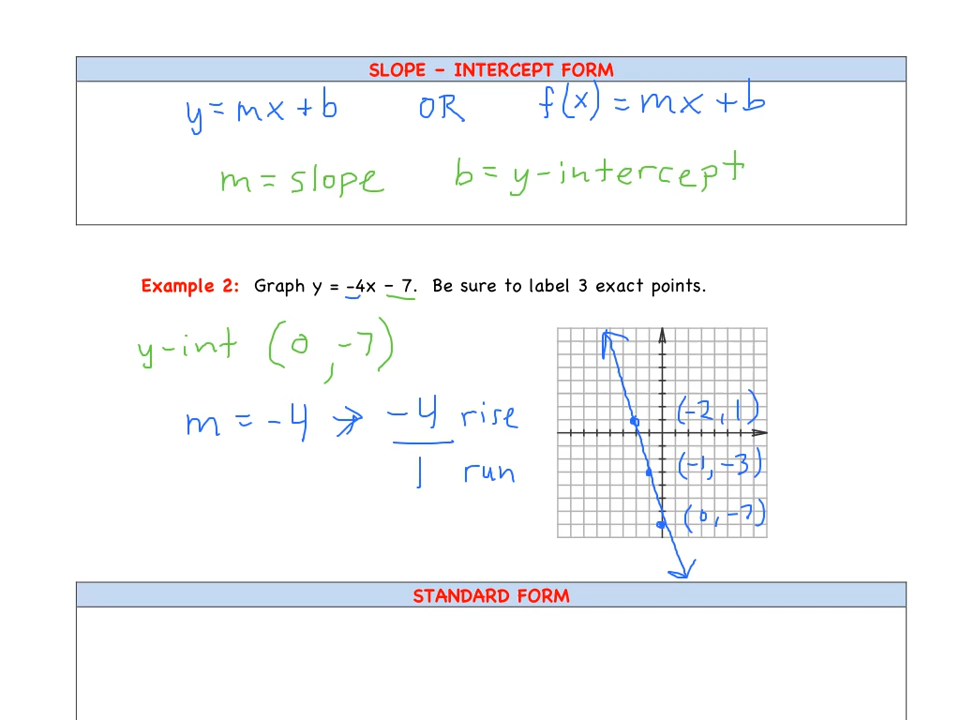 SLOPE – INTERCEPT FORM
y = mx + b OR f(x) = mx + b
m = slope b = y-intercept
Example 2: Graph y = -4x – 7. Be sure to label 3 exact points.
y-int (0, -7)
m = -4 → -4 rise
1 run
(-2, 1)
(-1, -3)
(0, -7)
STANDARD FORM